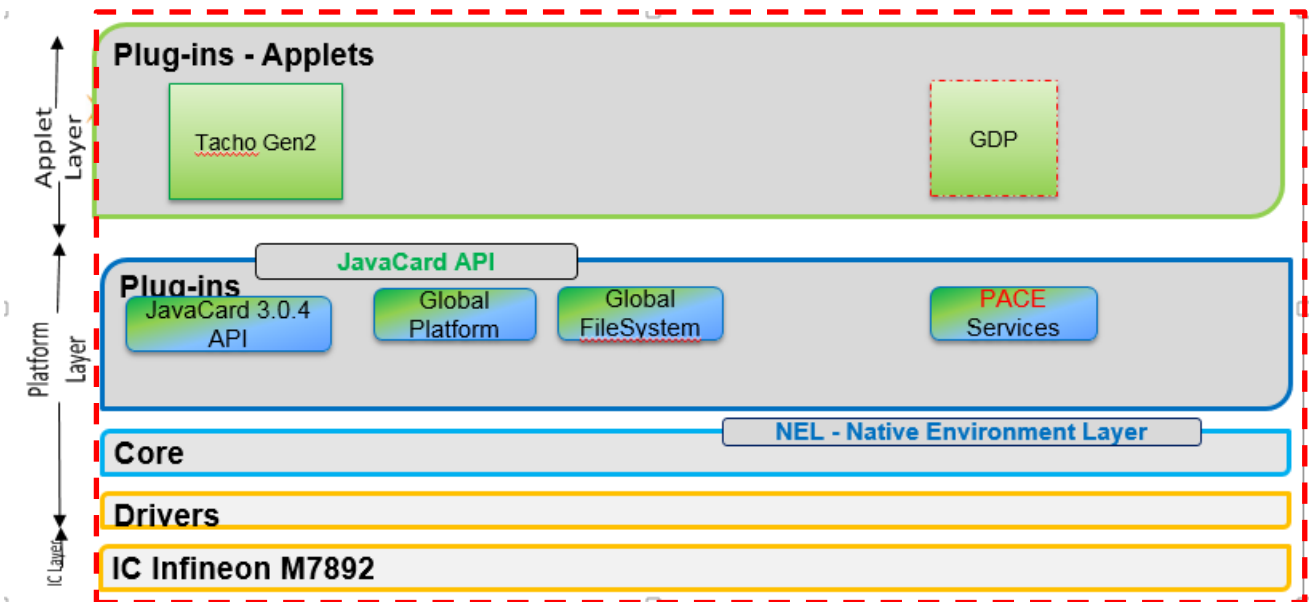 Plug-ins - Applets
Applet
Layer
Tacho Gen2
GDP
JavaCard API
Plug-ins
JavaCard 3.0.4
API
Global
Platform
Global
FileSystem
PACE
Services
Platform
Layer
NEL - Native Environment Layer
Core
Drivers
IC Layer
IC Infineon M7892